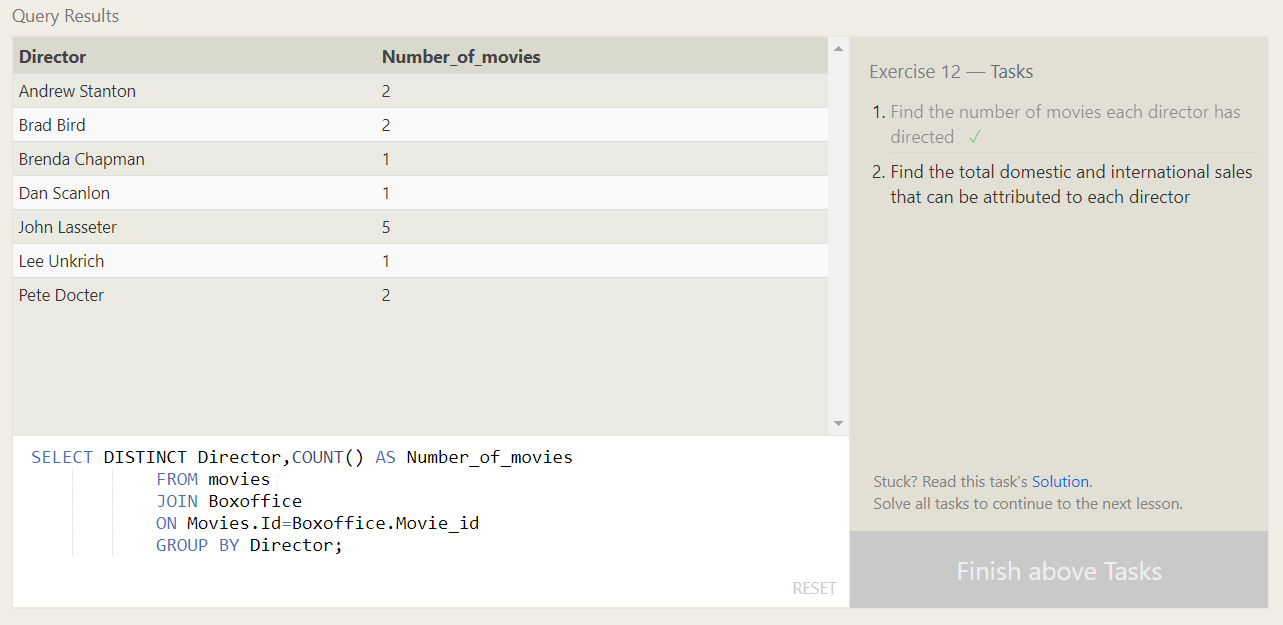 Query Results
Director Number_of_movies
Andrew Stanton 2
Brad Bird 2
Brenda Chapman 1
Dan Scanlon 1
John Lasseter 5
Lee Unkrich 1
Pete Docter 2
SELECT DISTINCT Director,COUNT() AS Number_of_movies
FROM movies
JOIN Boxoffice
ON Movies.Id=Boxoffice.Movie_id
GROUP BY Director;
RESET
Exercise 12 — Tasks
1. Find the number of movies each director has
directed ✓
2. Find the total domestic and international sales
that can be attributed to each director
Stuck? Read this task's Solution.
Solve all tasks to continue to the next lesson.
Finish above Tasks